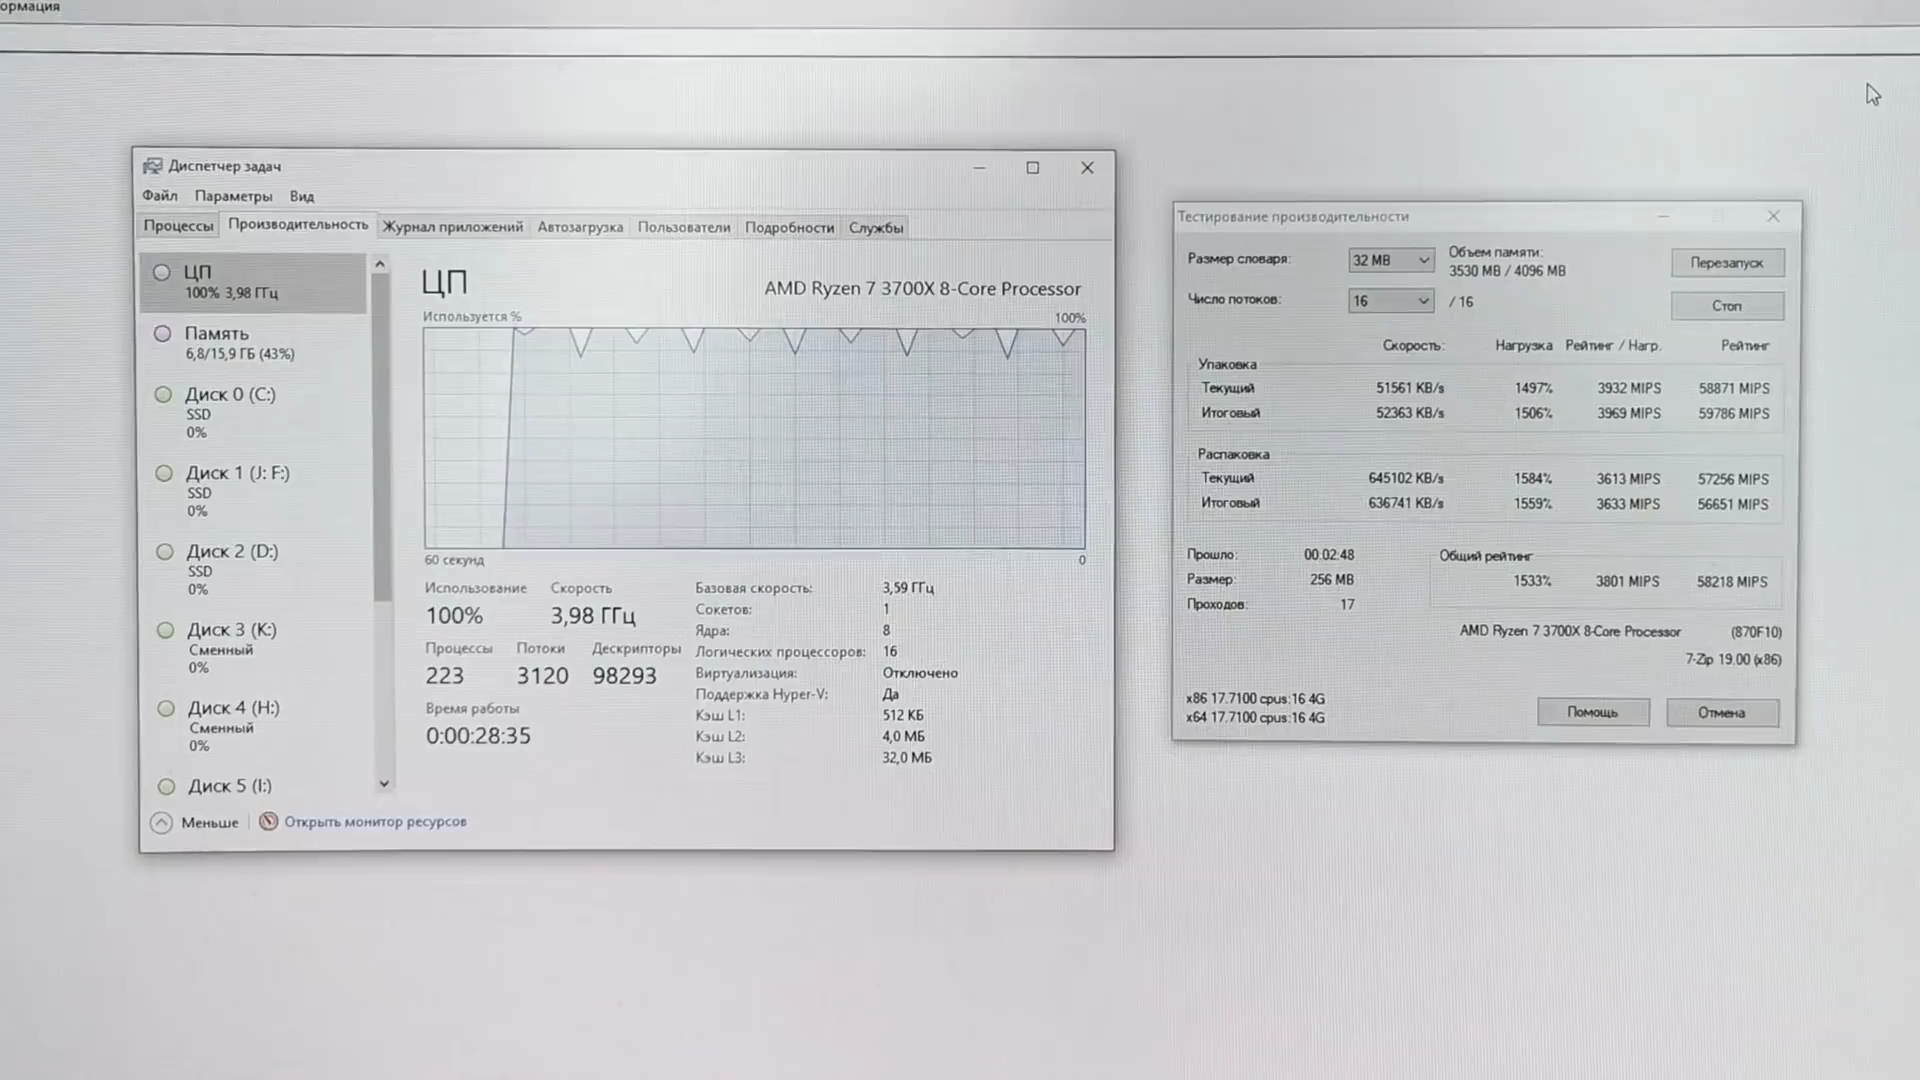 ормация
Диспетчер задач
Файл Параметры Вид
Процессы Производительность Журнал приложений Автозагрузка Пользователи Подробности Службы
ЦП
100% 3,98 ГГц
Память
6,8/15,9 ГБ (43%)
Диск 0 (C:)
SSD
0%
Диск 1 (J: F:)
SSD
0%
Диск 2 (D:)
SSD
0%
Диск 3 (K:)
Сменный
0%
Диск 4 (H:)
Сменный
0%
Диск 5 (I:)
ЦП
AMD Ryzen 7 3700X 8-Core Processor
Используется % 100%
60 секунд 0
Использование Скорость
100% 3,98 ГГц
Процессы Потоки Дескрипторы
223 3120 98293
Время работы
0:00:28:35
Базовая скорость: 3,59 ГГц
Сокетов: 1
Ядра: 8
Логических процессоров: 16
Виртуализация: Отключено
Поддержка Hyper-V: Да
Кэш L1: 512 КБ
Кэш L2: 4,0 МБ
Кэш L3: 32,0 МБ
Меньше Открыть монитор ресурсов
Тестирование производительности
Размер словаря: 32 MB Объем памяти:
3530 MB / 4096 MB Перезапуск
Число потоков: 16 / 16 Стоп
Скорость: Нагрузка Рейтинг / Нагр. Рейтинг
Упаковка
Текущий 51561 KB/s 1497% 3932 MIPS 58871 MIPS
Итоговый 52363 KB/s 1506% 3969 MIPS 59786 MIPS
Распаковка
Текущий 645102 KB/s 1584% 3613 MIPS 57256 MIPS
Итоговый 636741 KB/s 1559% 3633 MIPS 56651 MIPS
Прошло: 00:02:48 Общий рейтинг
Размер: 256 MB 1533% 3801 MIPS 58218 MIPS
Проходов: 17
AMD Ryzen 7 3700X 8-Core Processor (870F10)
7-Zip 19.00 (x86)
x86 17.7100 cpus:16 4G
x64 17.7100 cpus:16 4G
Помощь Отмена